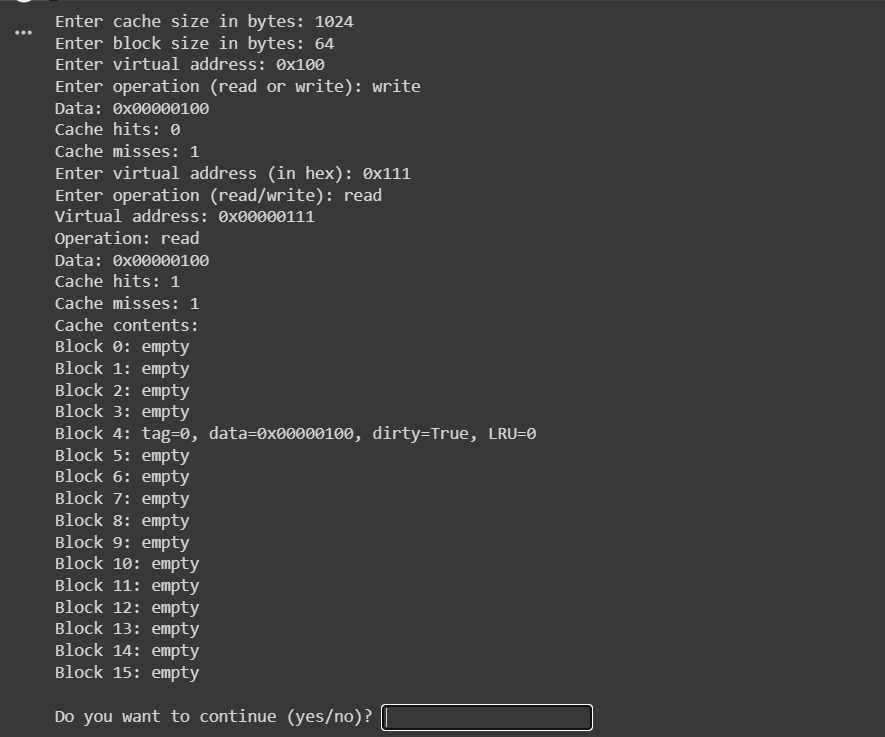 Enter cache size in bytes: 1024
Enter block size in bytes: 64
Enter virtual address: 0x100
Enter operation (read or write): write
Data: 0x00000100
Cache hits: 0
Cache misses: 1
Enter virtual address (in hex): 0x111
Enter operation (read/write): read
Virtual address: 0x00000111
Operation: read
Data: 0x00000100
Cache hits: 1
Cache misses: 1
Cache contents:
Block 0: empty
Block 1: empty
Block 2: empty
Block 3: empty
Block 4: tag=0, data=0x00000100, dirty=True, LRU=0
Block 5: empty
Block 6: empty
Block 7: empty
Block 8: empty
Block 9: empty
Block 10: empty
Block 11: empty
Block 12: empty
Block 13: empty
Block 14: empty
Block 15: empty
Do you want to continue (yes/no)?